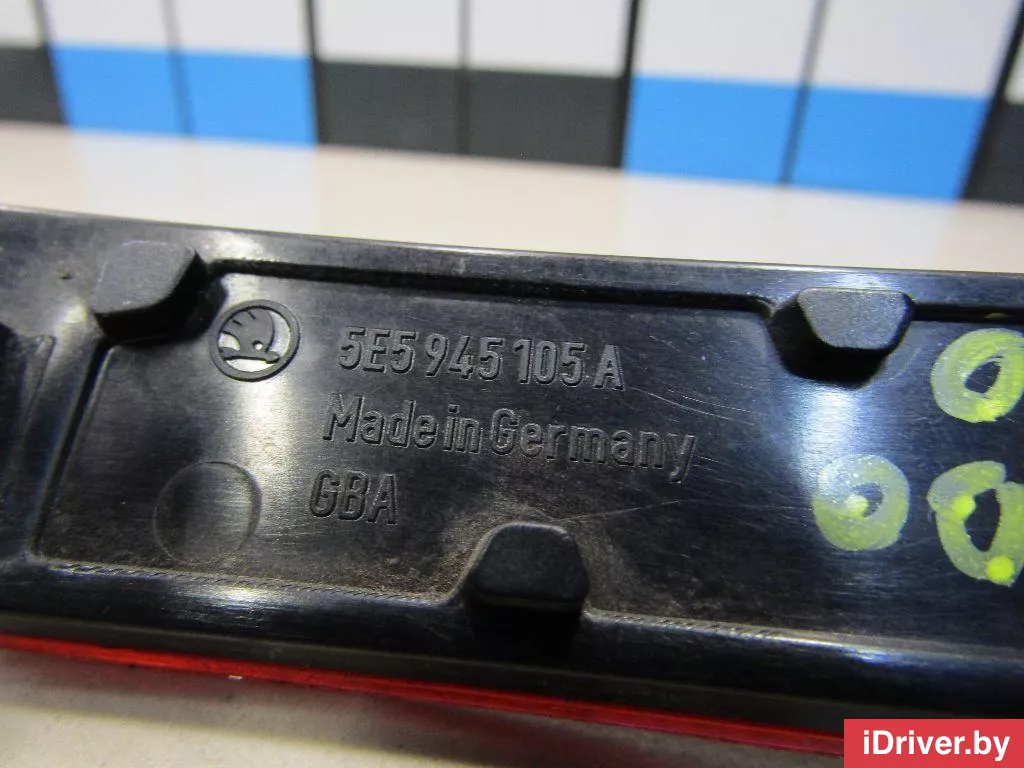 5E5 945 105 A
Made in Germany
GBA
iDriver.by